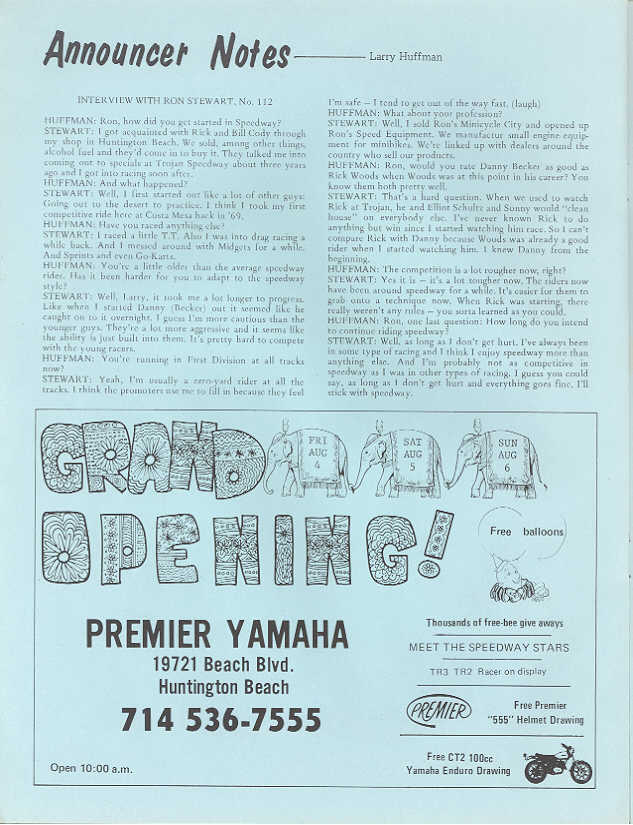 Announcer Notes
Larry Huffman
INTERVIEW WITH RON STEWART, No. 112
HUFFMAN: Ron, how did you get started in Speedway?
STEWART: I got acquainted with Rick and Bill Cody through
my shop in Huntington Beach. We sold, among other things,
alcohol fuel and they'd come in to buy it. They talked me into
coming out to specials at Trojan Speedway about three years
ago and I got into racing soon after.
HUFFMAN: And what happened?
STEWART: Well, I first started out like a lot of other guys:
Going out to the desert to practice. I think I took my first
competitive ride here at Costa Mesa back in '69.
HUFFMAN: Have you raced anything else?
STEWART: I raced a little T.T. Also I was into drag racing a
while back. And I messed around with Midgets for a while.
And Sprints and even Go-Karts.
HUFFMAN: You're a little older than the average speedway
rider. Has it been harder for you to adapt to the speedway
style?
STEWART: Well, Larry, it took me a lot longer to progress.
Like when I started Danny (Becker) out it seemed like he
caught on to it overnight. I guess I'm more cautious than the
younger guys. They're a lot more aggressive and it seems like
the ability is just built into them. It's pretty hard to compete
with the young racers.
HUFFMAN: You're running in First Division at all tracks
now?
STEWART: Yeah, I'm usually a zero-yard rider at all the
tracks. I think the promoters use me to fill in because they feel
I'm safe – I tend to get out of the way fast. (laugh)
HUFFMAN: What about your profession?
STEWART: Well, I sold Ron's Minicycle City and opened up
Ron's Speed Equipment. We manufactur small engine equip-
ment for minibikes. We're linked up with dealers around the
country who sell our products.
HUFFMAN: Ron, would you rate Danny Becker as good as
Rick Woods when Woods was at this point in his career? You
know them both pretty well.
STEWART: That's a hard question. When we used to watch
Rick at Trojan, he and Elliot Schultz and Sonny would "clean
house" on everybody else. I've never known Rick to do
anything but win since I started watching him race. So I can't
compare Rick with Danny because Woods was already a good
rider when I started watching him. I knew Danny from the
beginning.
HUFFMAN: The competition is a lot rougher now, right?
STEWART: Yes it is – it's a lot tougher now. The riders now
have been around speedway for a while. It's easier for them to
grab onto a technique now. When Rick was starting, there
really weren't any rules – you sorta learned as you could.
HUFFMAN: Ron, one last question: How long do you intend
to continue riding speedway?
STEWART: Well, as long as I don't get hurt. I've always been
in some type of racing and I think I enjoy speedway more than
anything else. And I'm probably not as competitive in
speedway as I was in other types of racing. I guess you could
say, as long as I don't get hurt and everything goes fine, I'll
stick with speedway.
GRAND
FRI
AUG
4
SAT
AUG
5
SUN
AUG
6
OPENING!
Free balloons
PREMIER YAMAHA
19721 Beach Blvd.
Huntington Beach
714 536-7555
Open 10:00 a.m.
Thousands of free-bee give aways
MEET THE SPEEDWAY STARS
TR3 TR2 Racer on display
PREMIER
Free Premier
"555" Helmet Drawing
Free CT2 100cc
Yamaha Enduro Drawing